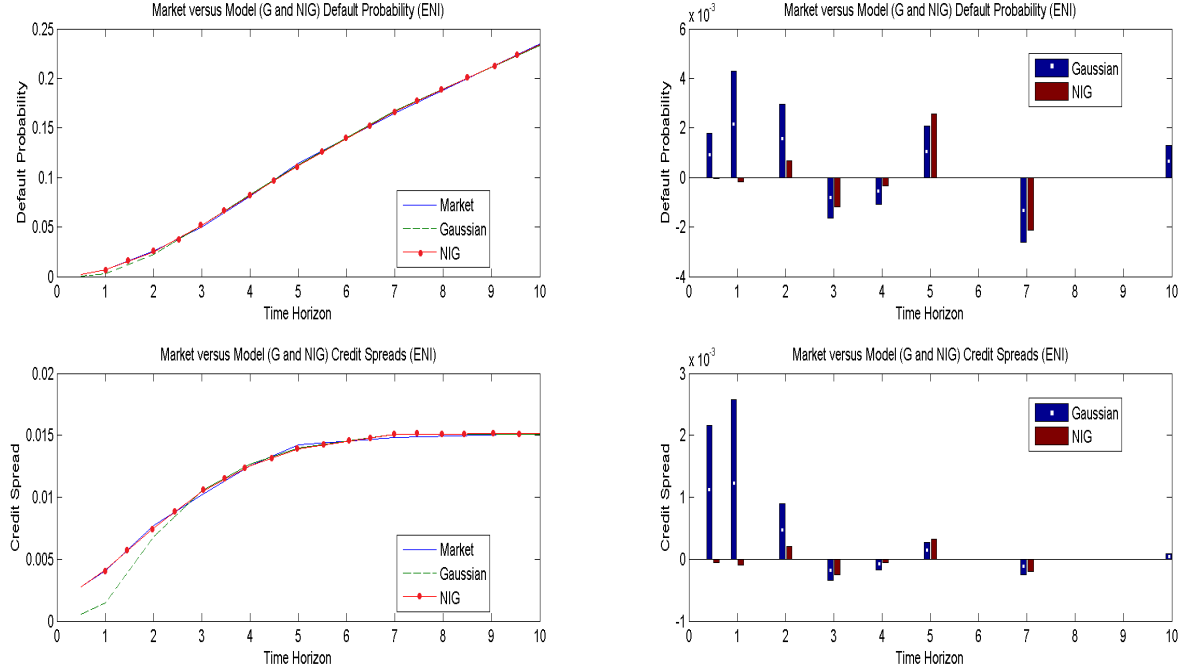 Market versus Model (G and NIG) Default Probability (ENI)
Default Probability
0.25
0.2
0.15
0.1
0.05
0
Market
Gaussian
NIG
0 1 2 3 4 5 6 7 8 9 10
Time Horizon
Market versus Model (G and NIG) Default Probability (ENI)
x 10-3
Default Probability
6
4
2
0
-2
-4
Gaussian
NIG
0 1 2 3 4 5 6 7 8 9 10
Time Horizon
Market versus Model (G and NIG) Credit Spreads (ENI)
Credit Spread
0.02
0.015
0.01
0.005
0
Market
Gaussian
NIG
0 1 2 3 4 5 6 7 8 9 10
Time Horizon
Market versus Model (G and NIG) Credit Spreads (ENI)
x 10-3
Credit Spread
3
2
1
0
-1
Gaussian
NIG
0 1 2 3 4 5 6 7 8 9 10
Time Horizon